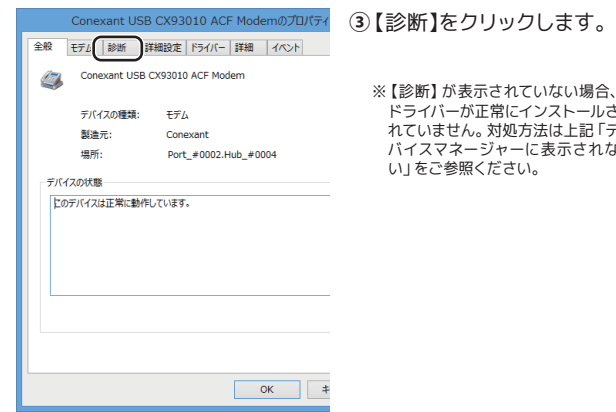 Conexant USB CX93010 ACF Modemのプロパティ
全般 モデム 診断 詳細設定 ドライバー 詳細 イベント
Conexant USB CX93010 ACF Modem
デバイスの種類: モデム
製造元: Conexant
場所: Port_#0002.Hub_#0004
デバイスの状態
このデバイスは正常に動作しています。
OK キ
③【診断】をクリックします。
※【診断】が表示されていない場合、
ドライバーが正常にインストールさ
れていません。対処方法は上記「デ
バイスマネージャーに表示されな
い」をご参照ください。